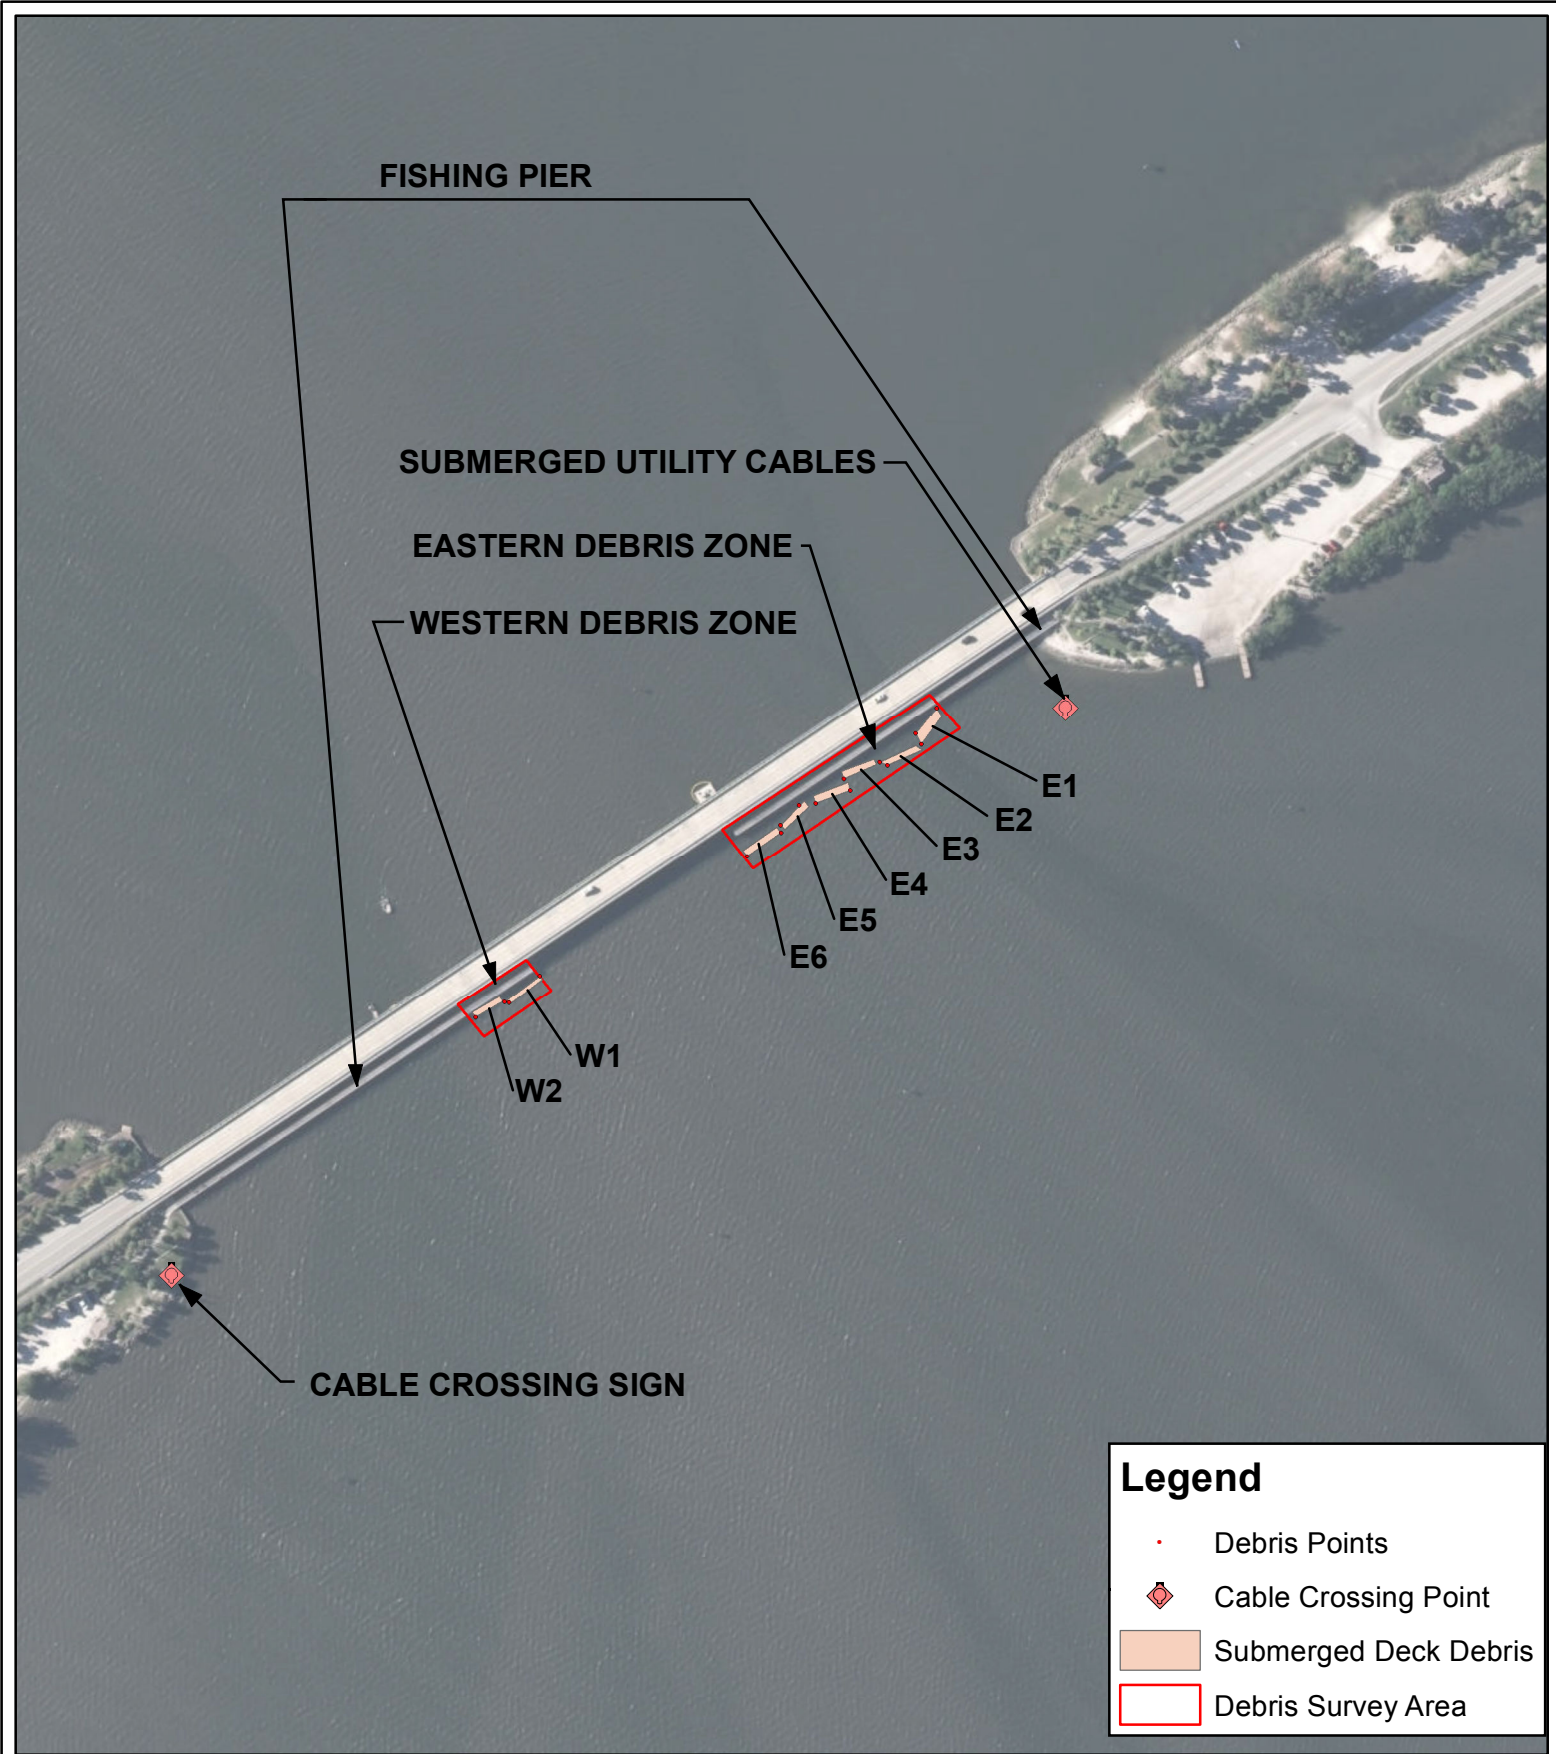 FISHING PIER
SUBMERGED UTILITY CABLES
EASTERN DEBRIS ZONE
WESTERN DEBRIS ZONE
E1
E2
E3
E4
E5
E6
W1
W2
CABLE CROSSING SIGN
Legend
Debris Points
Cable Crossing Point
Submerged Deck Debris
Debris Survey Area